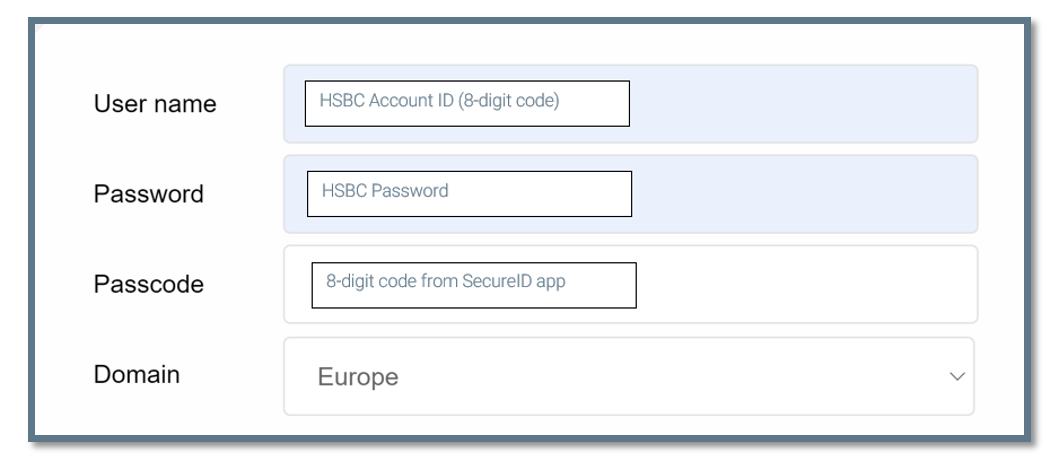 User name
HSBC Account ID (8-digit code)
Password
HSBC Password
Passcode
8-digit code from SecureID app
Domain
Europe